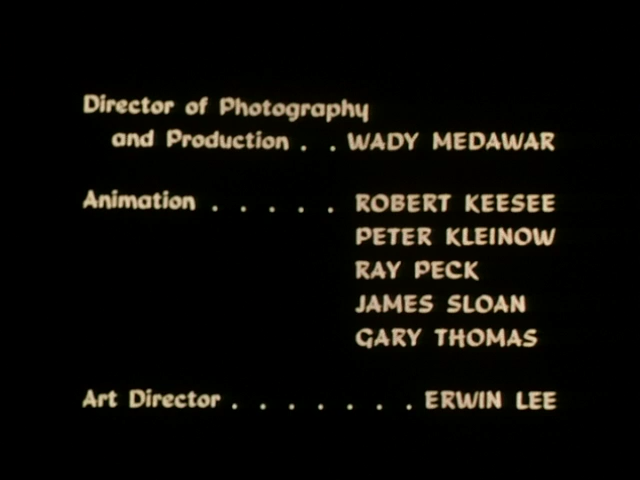 Director of Photography
and Production . . WADY MEDAWAR
Animation . . . . . ROBERT KEESEE
PETER KLEINOW
RAY PECK
JAMES SLOAN
GARY THOMAS
Art Director . . . . . . . ERWIN LEE